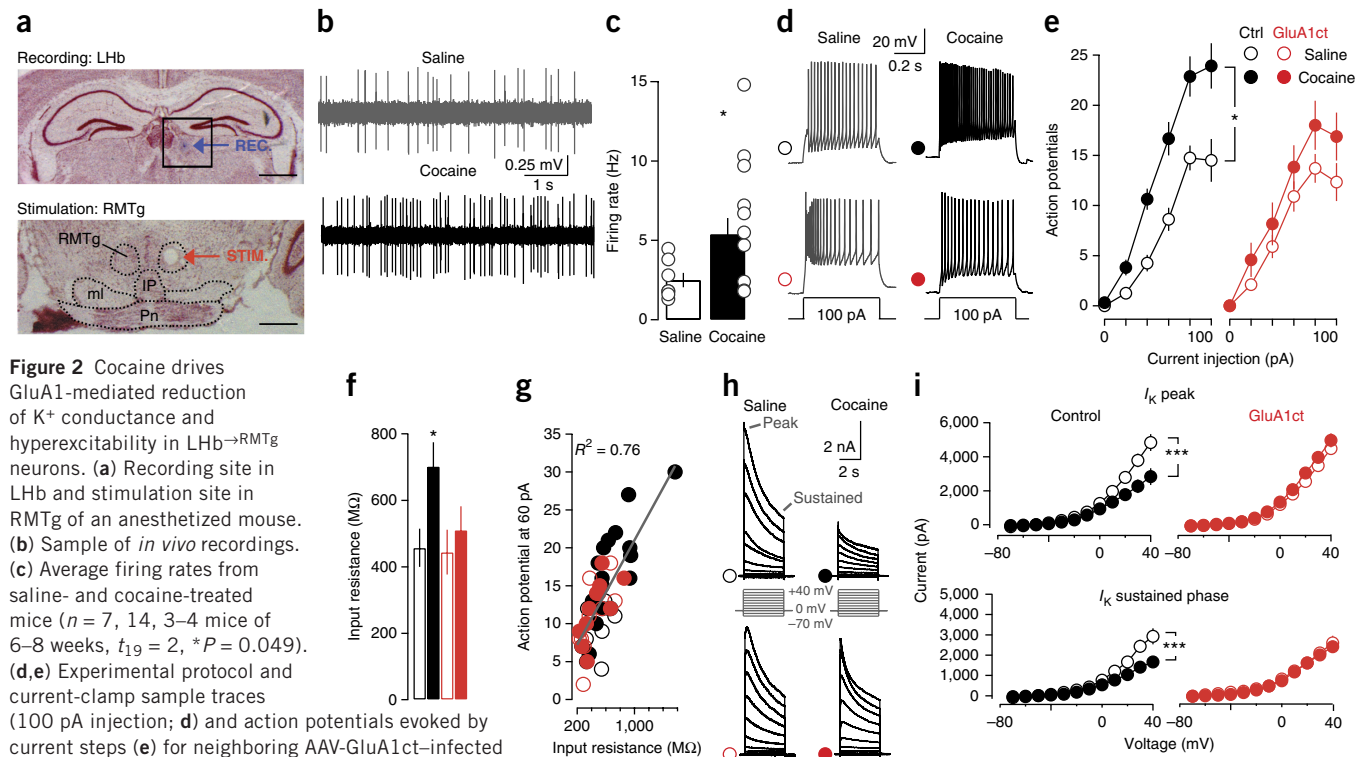 a
Recording: LHb
REC.
Stimulation: RMTg
RMTg
STIM.
ml
IP
Pn
b
Saline
Cocaine
0.25 mV
1 s
c
Firing rate (Hz)
15
10
5
0
*
Saline
Cocaine
d
Saline
20 mV
0.2 s
Cocaine
100 pA
100 pA
e
Ctrl GluA1ct
Saline
Cocaine
Action potentials
25
20
15
10
5
0
*
0 100 0 100
Current injection (pA)
Figure 2 Cocaine drives
GluA1-mediated reduction
of K+ conductance and
hyperexcitability in LHb→RMTg
neurons. (a) Recording site in
LHb and stimulation site in
RMTg of an anesthetized mouse.
(b) Sample of in vivo recordings.
(c) Average firing rates from
saline- and cocaine-treated
mice (n = 7, 14, 3–4 mice of
6–8 weeks, t19 = 2, *P = 0.049).
(d,e) Experimental protocol and
current-clamp sample traces
(100 pA injection; d) and action potentials evoked by
current steps (e) for neighboring AAV-GluA1ct–infected
f
Input resistance (MΩ)
800
600
400
200
0
*
g
Action potential at 60 pA
35
30
25
20
15
10
5
0
R2 = 0.76
200 1,000
Input resistance (MΩ)
h
Saline
Cocaine
Peak
2 nA
2 s
Sustained
+40 mV
0 mV
−70 mV
i
IK peak
Control
GluA1ct
6,000
4,000
2,000
0
***
−80 0 40 −80 0 40
Current (pA)
IK sustained phase
5,000
4,000
3,000
2,000
1,000
0
***
−80 0 40 −80 0 40
Voltage (mV)